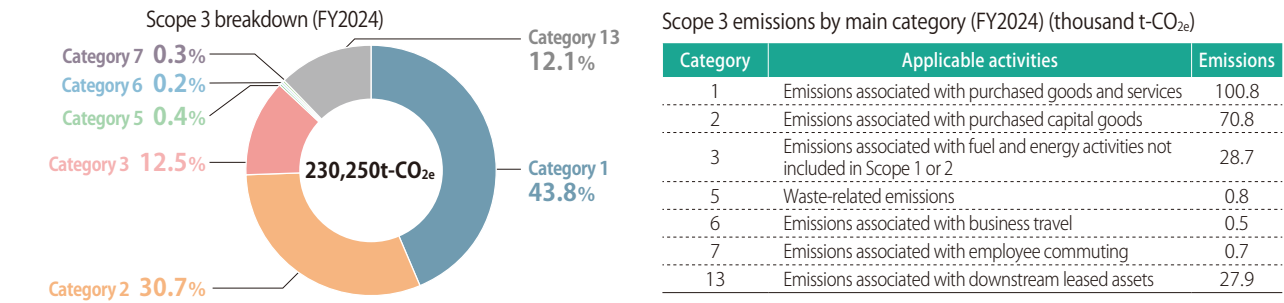 Scope 3 breakdown (FY2024)
Category 7 0.3%
Category 6 0.2%
Category 5 0.4%
Category 3 12.5%
Category 2 30.7%
Category 13
12.1%
Category 1
43.8%
230,250t-CO2e
Scope 3 emissions by main category (FY2024) (thousand t-CO2e)
Category Applicable activities Emissions
1 Emissions associated with purchased goods and services 100.8
2 Emissions associated with purchased capital goods 70.8
3 Emissions associated with fuel and energy activities not
included in Scope 1 or 2 28.7
5 Waste-related emissions 0.8
6 Emissions associated with business travel 0.5
7 Emissions associated with employee commuting 0.7
13 Emissions associated with downstream leased assets 27.9